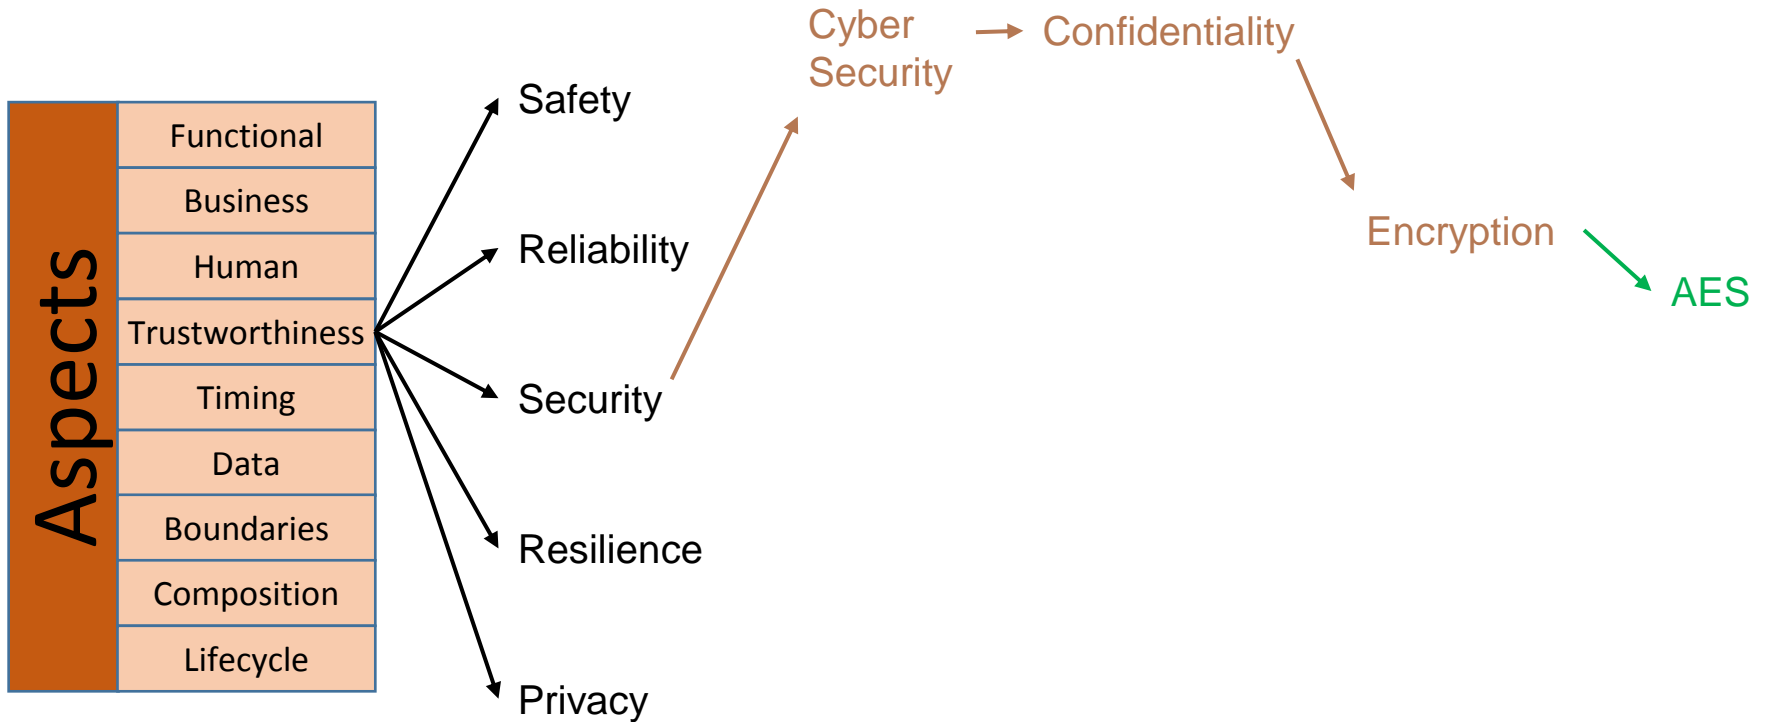 Aspects
Functional
Business
Human
Trustworthiness
Timing
Data
Boundaries
Composition
Lifecycle
Safety
Reliability
Security
Resilience
Privacy
Cyber
Security
Confidentiality
Encryption
AES